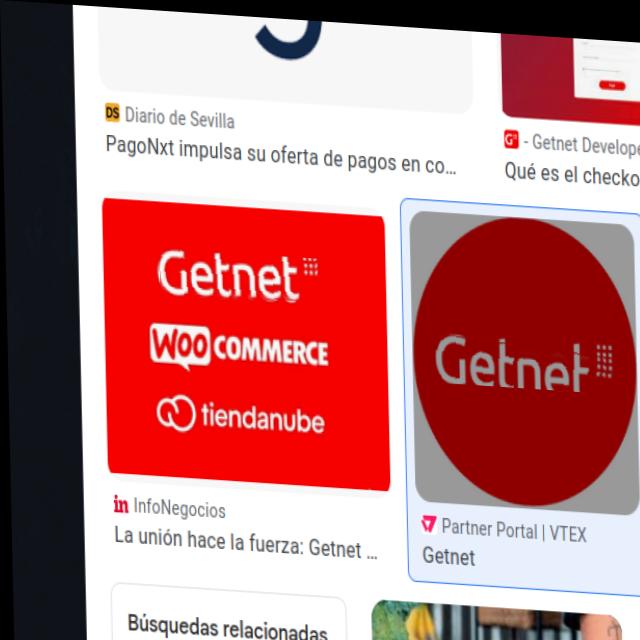 DS Diario de Sevilla
PagoNxt impulsa su oferta de pagos en co...
G - Getnet Develope
Qué es el checko
Getnet
WOO COMMERCE
tiendanube
Getnet
in InfoNegocios
La unión hace la fuerza: Getnet ...
Partner Portal | VTEX
Getnet
Búsquedas relacionadas